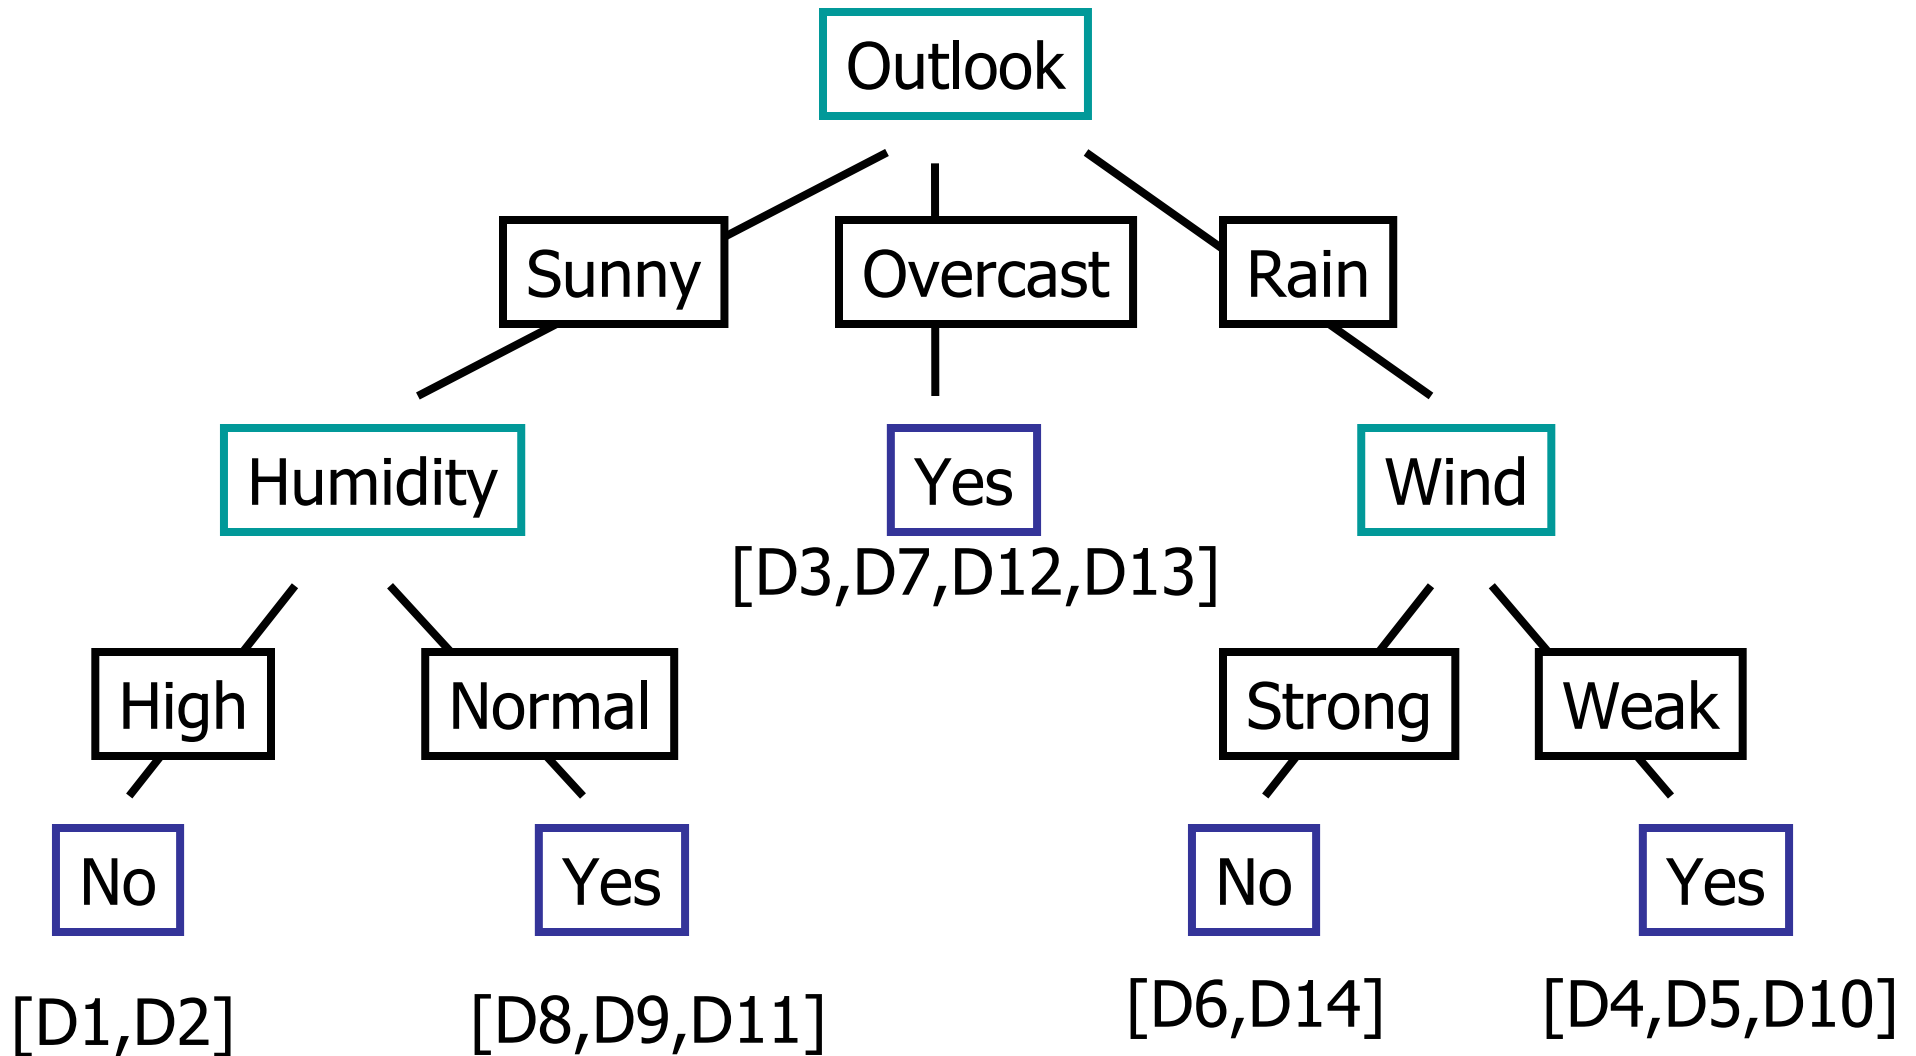 Outlook
Sunny
Overcast
Rain
Humidity
Yes
Wind
[D3,D7,D12,D13]
High
Normal
Strong
Weak
No
Yes
No
Yes
[D1,D2]
[D8,D9,D11]
[D6,D14]
[D4,D5,D10]